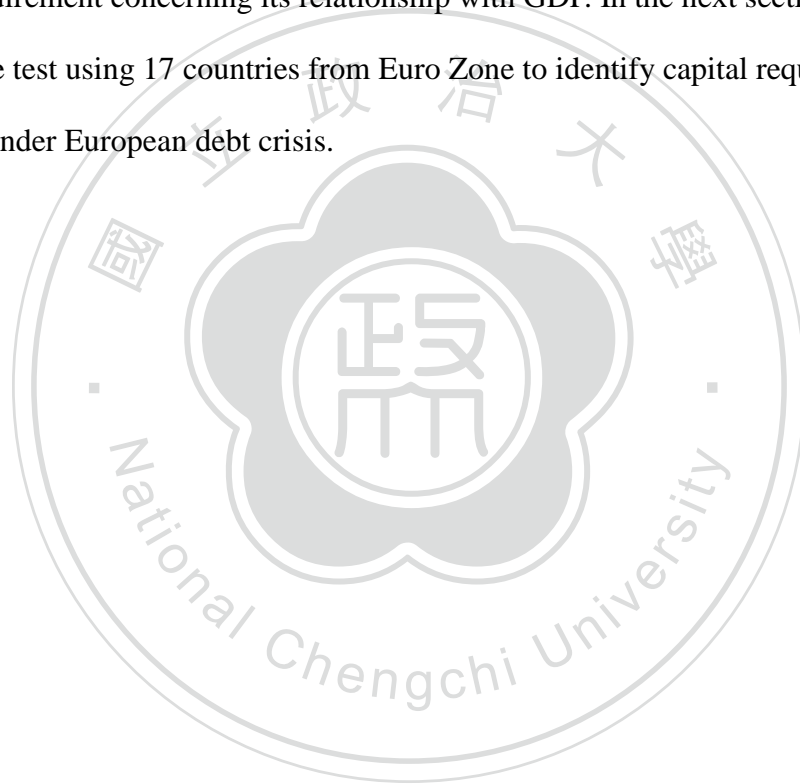 uirement concerning its relationship with GDP. In the next secti
e test using 17 countries from Euro Zone to identify capital requ
nder European debt crisis.
國立政治大學
National Chengchi University